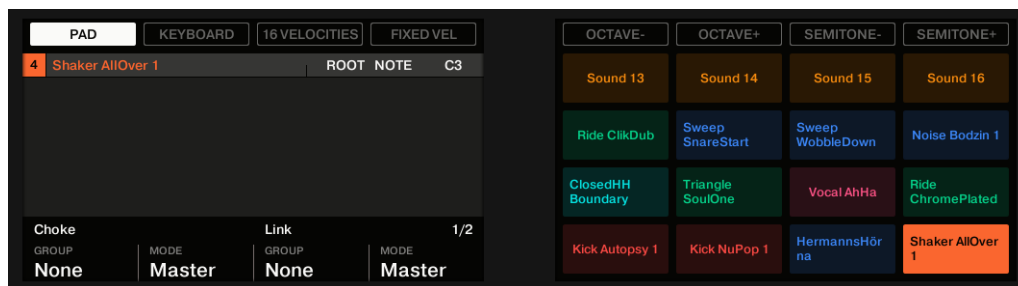 PAD KEYBOARD 16 VELOCITIES FIXED VEL
4 Shaker AllOver 1 ROOT NOTE C3
Choke Link 1/2
GROUP MODE GROUP MODE
None Master None Master
OCTAVE- OCTAVE+ SEMITONE- SEMITONE+
Sound 13 Sound 14 Sound 15 Sound 16
Ride ClikDub
Sweep
SnareStart
Sweep
WobbleDown
Noise Bodzin 1
ClosedHH
Boundary
Triangle
SoulOne
Vocal AhHa
Ride
ChromePlated
Kick Autopsy 1
Kick NuPop 1
HermannsHör
na
Shaker AllOver
1